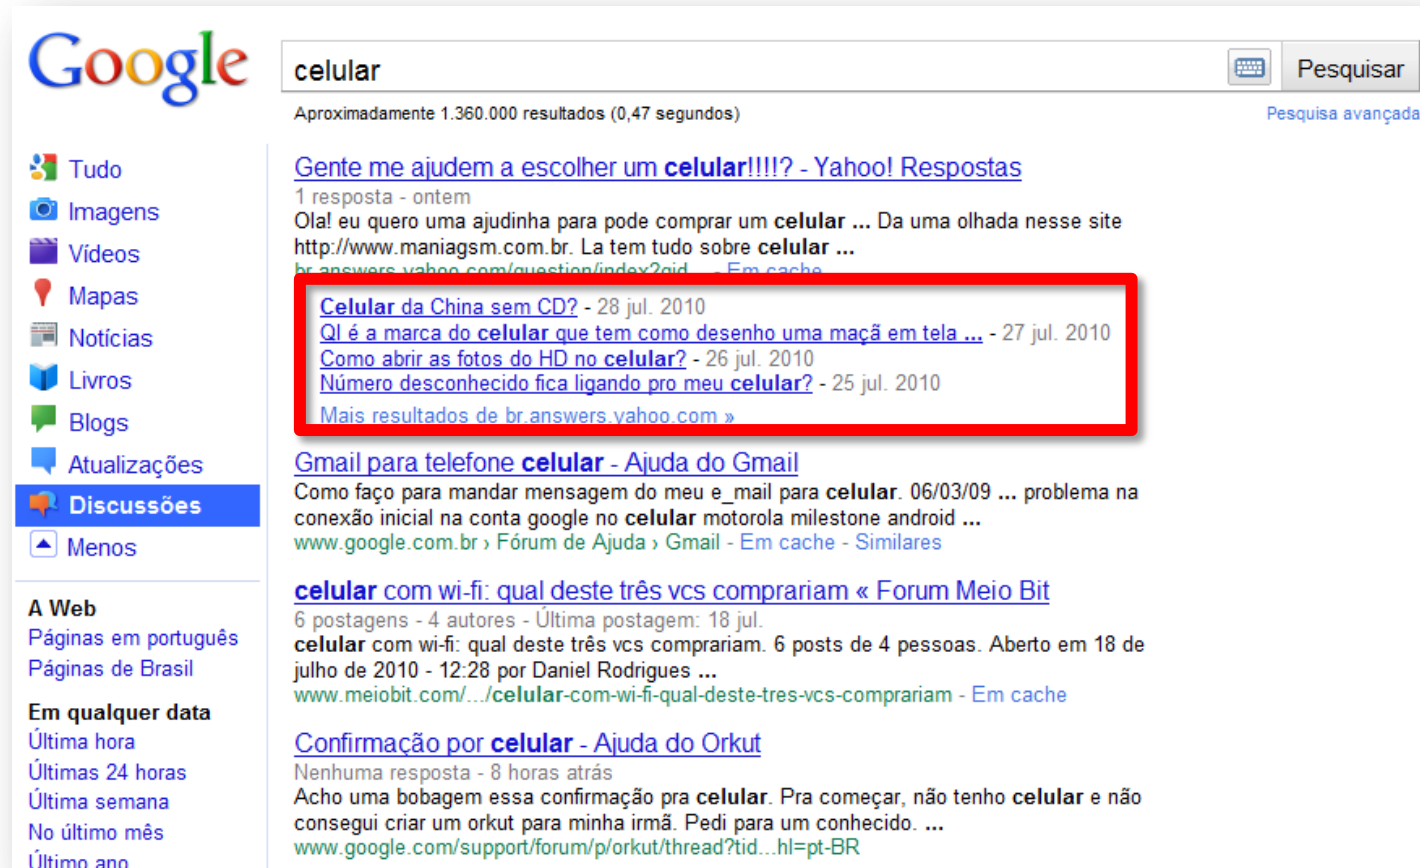 Google
celular
Pesquisar
Aproximadamente 1.360.000 resultados (0,47 segundos)
Pesquisa avançada
Tudo
Imagens
Vídeos
Mapas
Notícias
Livros
Blogs
Atualizações
Discussões
Menos
A Web
Páginas em português
Páginas de Brasil
Em qualquer data
Última hora
Últimas 24 horas
Última semana
No último mês
Último ano
Gente me ajudem a escolher um celular!!!!? - Yahoo! Respostas
1 resposta - ontem
Ola! eu quero uma ajudinha para pode comprar um celular ... Da uma olhada nesse site
http://www.maniagsm.com.br. La tem tudo sobre celular ...
br.answers.yahoo.com/question/index?qid... - Em cache
Celular da China sem CD? - 28 jul. 2010
QI é a marca do celular que tem como desenho uma maçã em tela ... - 27 jul. 2010
Como abrir as fotos do HD no celular? - 26 jul. 2010
Número desconhecido fica ligando pro meu celular? - 25 jul. 2010
Mais resultados de br.answers.yahoo.com »
Gmail para telefone celular - Ajuda do Gmail
Como faço para mandar mensagem do meu e_mail para celular. 06/03/09 ... problema na
conexão inicial na conta google no celular motorola milestone android ...
www.google.com.br › Fórum de Ajuda › Gmail - Em cache - Similares
celular com wi-fi: qual deste três vcs comprariam « Forum Meio Bit
6 postagens - 4 autores - Última postagem: 18 jul.
celular com wi-fi: qual deste três vcs comprariam. 6 posts de 4 pessoas. Aberto em 18 de
julho de 2010 - 12:28 por Daniel Rodrigues ...
www.meiobit.com/.../celular-com-wi-fi-qual-deste-tres-vcs-comprariam - Em cache
Confirmação por celular - Ajuda do Orkut
Nenhuma resposta - 8 horas atrás
Acho uma bobagem essa confirmação pra celular. Pra começar, não tenho celular e não
consegui criar um orkut para minha irmã. Pedi para um conhecido. ...
www.google.com/support/forum/p/orkut/thread?tid...hl=pt-BR